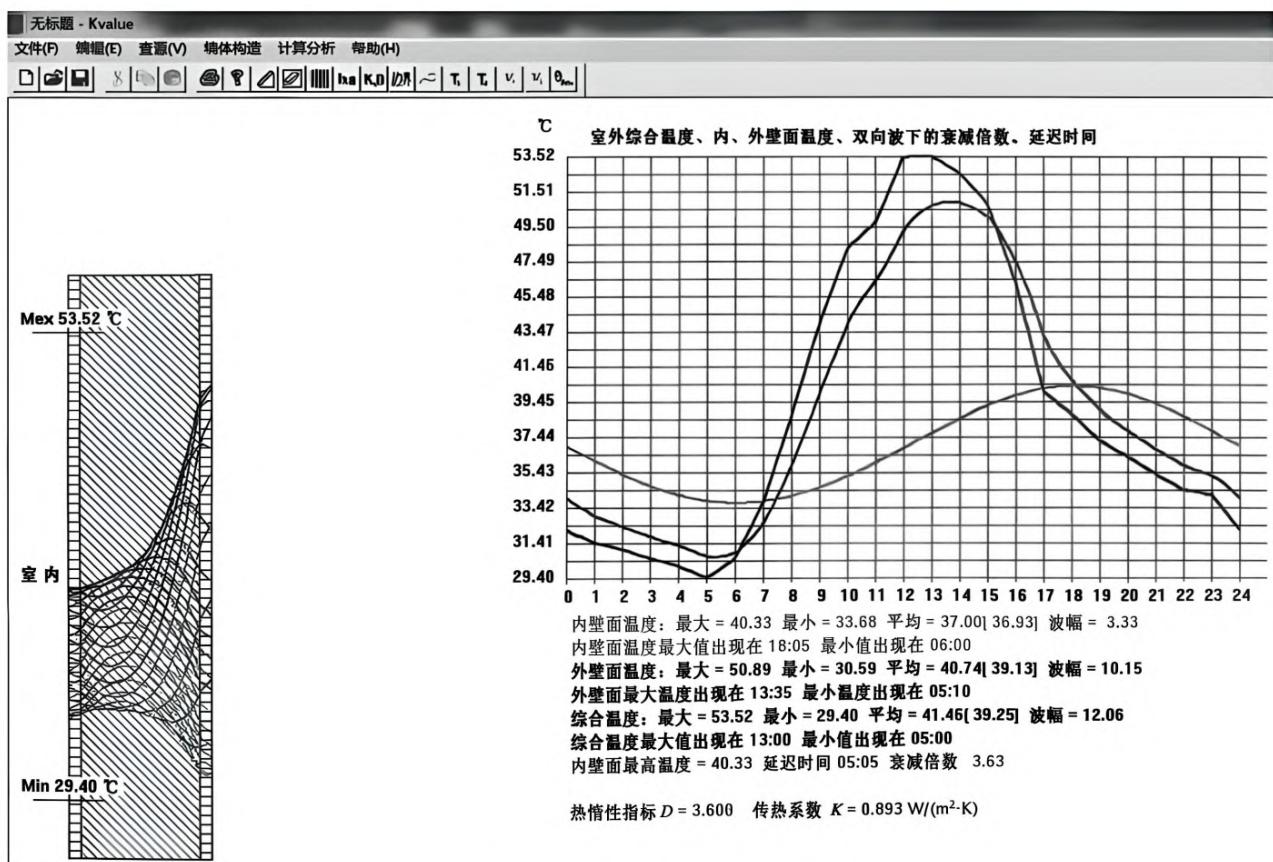 无标题 - Kvalue
文件(F) 编辑(E) 查源(V) 墙体构造 计算分析 帮助(H)
K,D
℃
室外综合温度、内、外壁面温度、双向波下的衰减倍数。延迟时间
53.52
51.51
49.50
47.49
45.48
43.47
41.46
39.45
37.44
35.43
33.42
31.41
29.40
0 1 2 3 4 5 6 7 8 9 10 11 12 13 14 15 16 17 18 19 20 21 22 23 24
Mex 53.52 ℃
室 内
Min 29.40 ℃
内壁面温度：最大 = 40.33 最小 = 33.68 平均 = 37.00[ 36.93] 波幅 = 3.33
内壁面温度最大值出现在 18:05 最小值出现在 06:00
外壁面温度：最大 = 50.89 最小 = 30.59 平均 = 40.74[ 39.13] 波幅 = 10.15
外壁面最大温度出现在 13:35 最小温度出现在 05:10
综合温度：最大 = 53.52 最小 = 29.40 平均 = 41.46[ 39.25] 波幅 = 12.06
综合温度最大值出现在 13:00 最小值出现在 05:00
内壁面最高温度 = 40.33 延迟时间 05:05 衰减倍数 3.63
热惰性指标 D = 3.600 传热系数 K = 0.893 W/(m²·K)